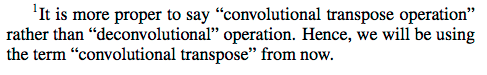 ¹It is more proper to say “convolutional transpose operation”
rather than “deconvolutional” operation. Hence, we will be using
the term “convolutional transpose” from now.